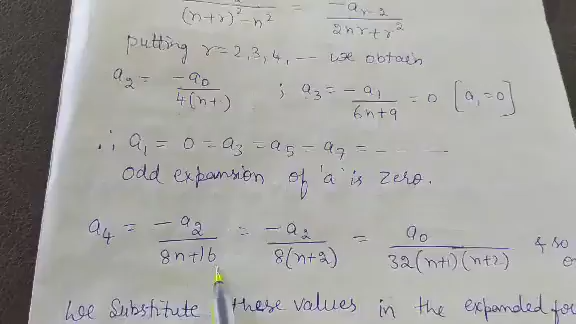 (n+r)² - n² = -a_{r-2} / 2nr + r²
putting r = 2, 3, 4, --- we obtain
a₂ = -a₀ / 4(n+1) ; a₃ = -a₁ / 6n+9 = 0 [a₁=0]
∴ a₁ = 0 = a₃ = a₅ = a₇ = - - - - -
odd expansion of 'a' is zero.
a₄ = -a₂ / 8n+16 = -a₂ / 8(n+2) = a₀ / 32(n+1)(n+2) & so
we substitute these values in the expanded